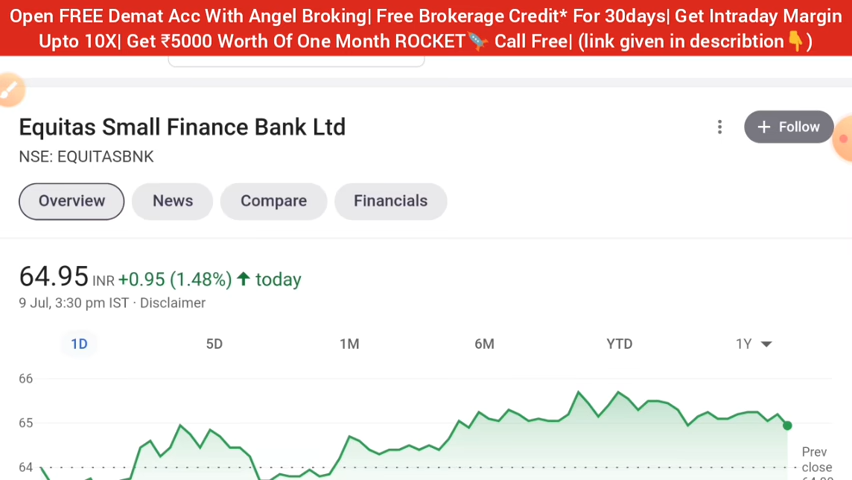 Open FREE Demat Acc With Angel Broking| Free Brokerage Credit* For 30days| Get Intraday Margin
Upto 10X| Get ₹5000 Worth Of One Month ROCKET🚀 Call Free| (link given in describtion👇)
Equitas Small Finance Bank Ltd
+ Follow
NSE: EQUITASBNK
Overview News Compare Financials
64.95 INR +0.95 (1.48%) ↑ today
9 Jul, 3:30 pm IST · Disclaimer
1D 5D 1M 6M YTD 1Y
66
65
64
Prev
close